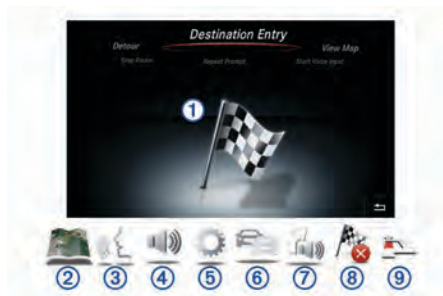 Destination Entry
Detour
View Map
Stop Route
Repeat Prompt
Start Voice Input
1
2 3 4 5 6 7 8 9